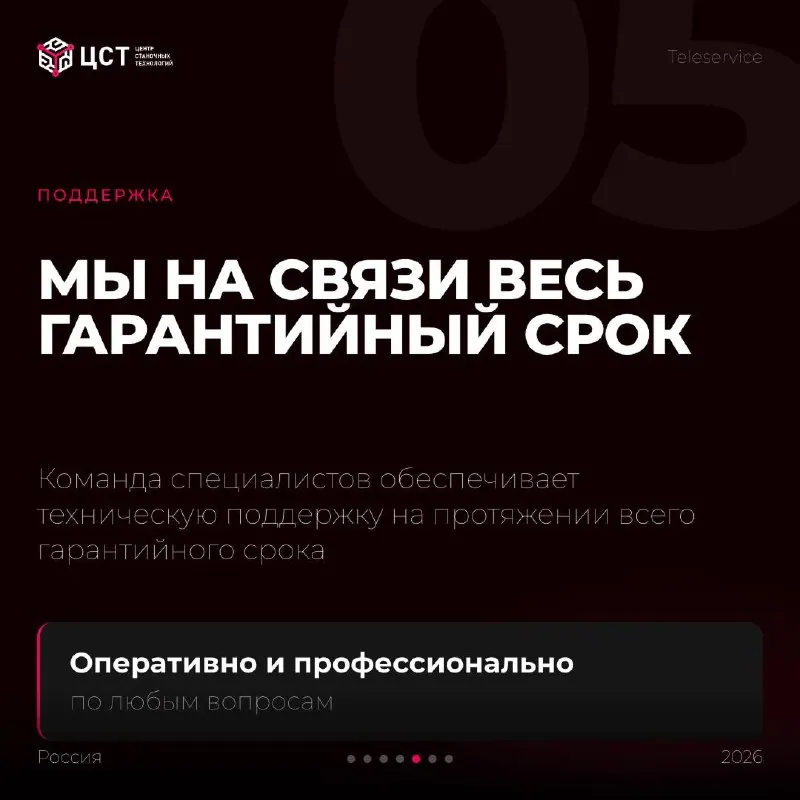 ЦСТ
ЦЕНТР
СТАНОЧНЫХ
ТЕХНОЛОГИЙ
Teleservice
05
ПОДДЕРЖКА
МЫ НА СВЯЗИ ВЕСЬ
ГАРАНТИЙНЫЙ СРОК
Команда специалистов обеспечивает
техническую поддержку на протяжении всего
гарантийного срока
Оперативно и профессионально
по любым вопросам
Россия
2026